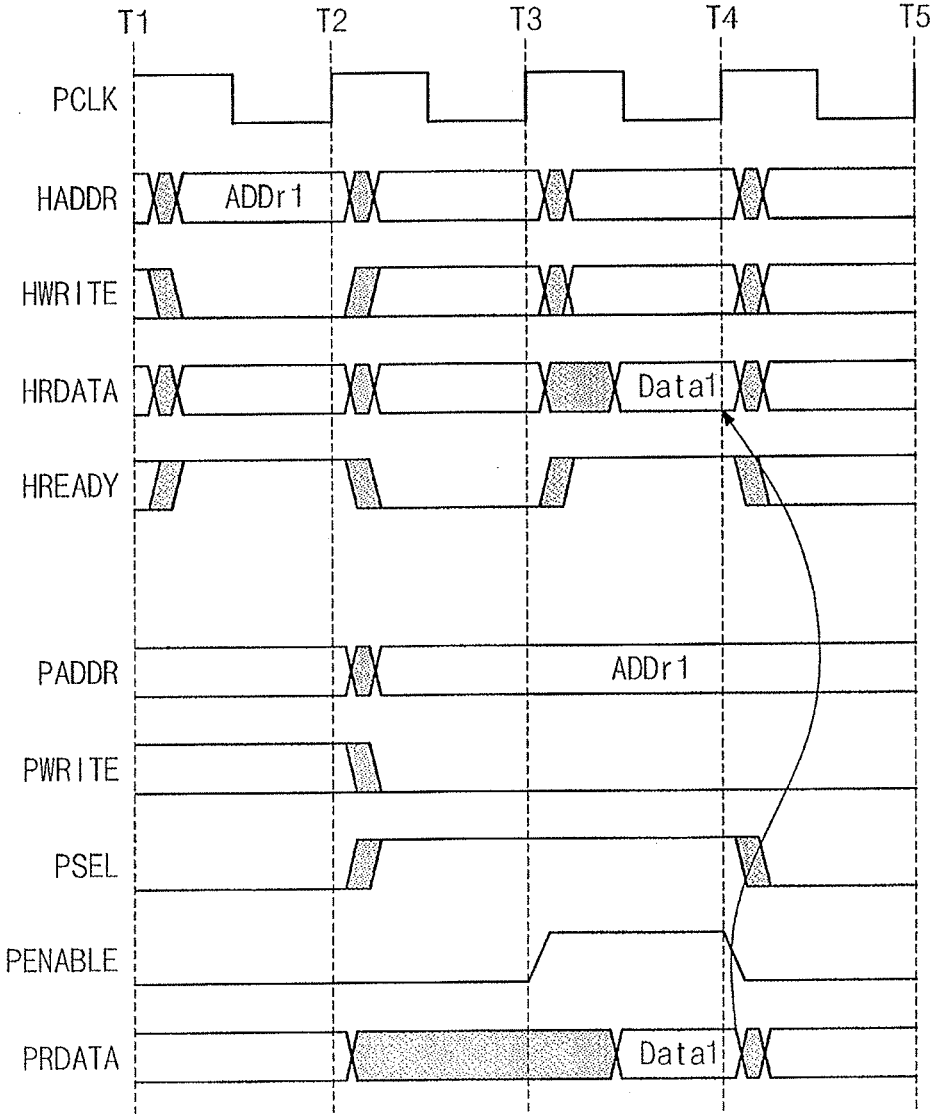 T1 T2 T3 T4 T5
PCLK
HADDR ADDr1
HWRITE
HRDATA Data1
HREADY
PADDR ADDr1
PWRITE
PSEL
PENABLE
PRDATA Data1